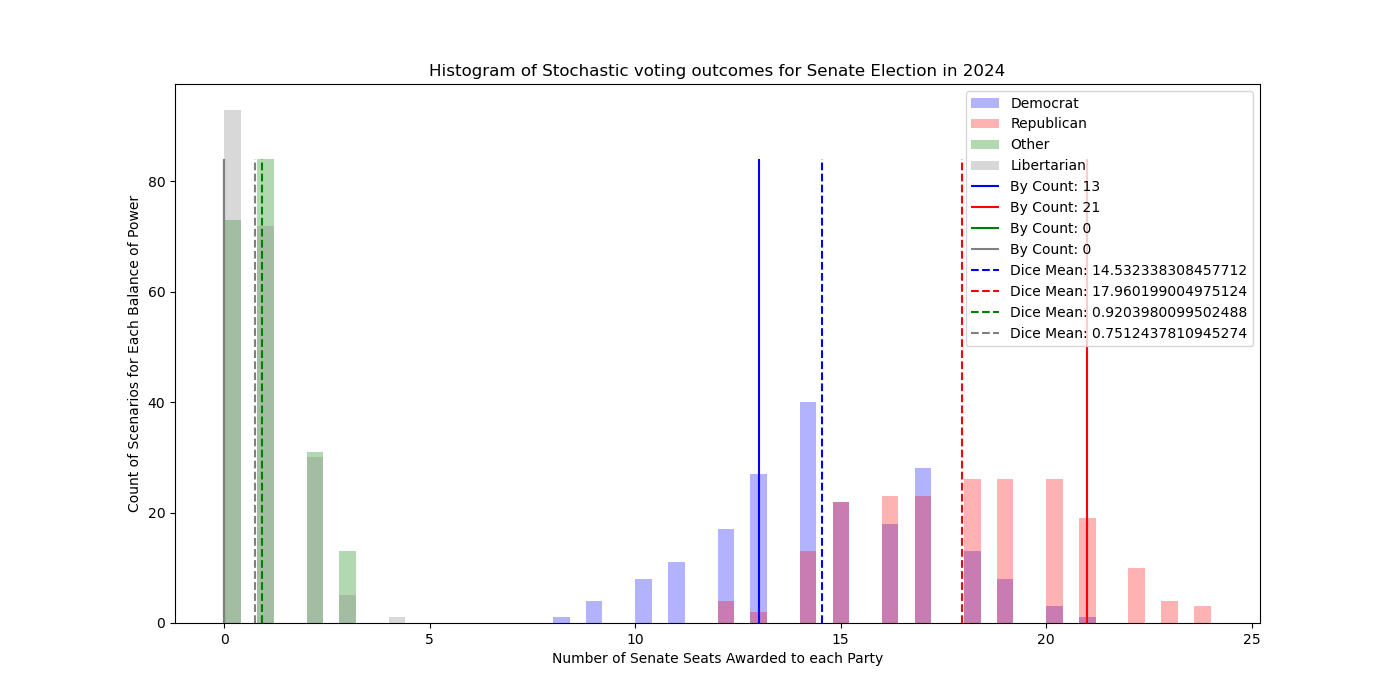 Histogram of Stochastic voting outcomes for Senate Election in 2024
Democrat
Republican
Other
Libertarian
By Count: 13
By Count: 21
By Count: 0
By Count: 0
Dice Mean: 14.532338308457712
Dice Mean: 17.960199004975124
Dice Mean: 0.9203980099502488
Dice Mean: 0.7512437810945274
Count of Scenarios for Each Balance of Power
80
60
40
20
0
0 5 10 15 20 25
Number of Senate Seats Awarded to each Party